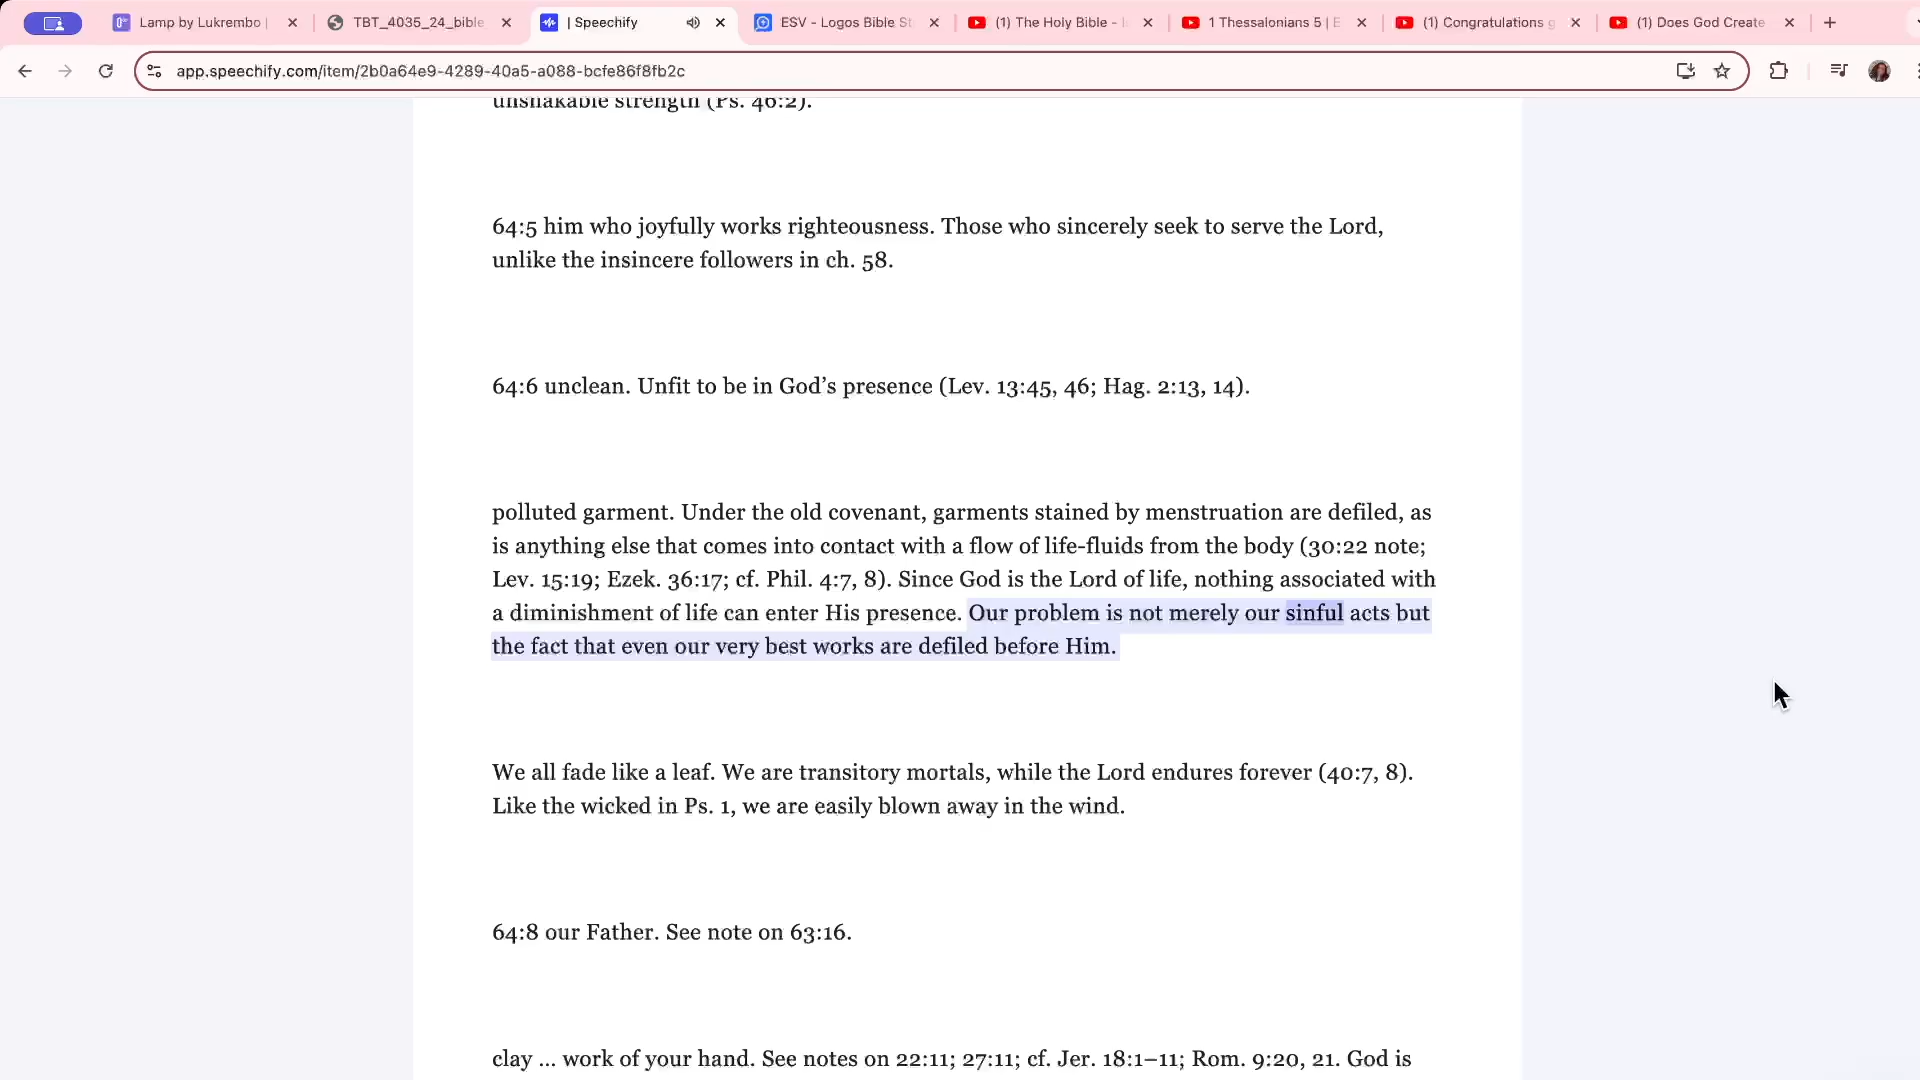 Lamp by Lukrembo |
TBT_4035_24_bible
| Speechify
ESV - Logos Bible St
(1) The Holy Bible - Is
1 Thessalonians 5 | E
(1) Congratulations g
(1) Does God Create
app.speechify.com/item/2b0a64e9-4289-40a5-a088-bcfe86f8fb2c
unshakable strength (Ps. 46:2).
64:5 him who joyfully works righteousness. Those who sincerely seek to serve the Lord,
unlike the insincere followers in ch. 58.
64:6 unclean. Unfit to be in God’s presence (Lev. 13:45, 46; Hag. 2:13, 14).
polluted garment. Under the old covenant, garments stained by menstruation are defiled, as
is anything else that comes into contact with a flow of life-fluids from the body (30:22 note;
Lev. 15:19; Ezek. 36:17; cf. Phil. 4:7, 8). Since God is the Lord of life, nothing associated with
a diminishment of life can enter His presence. Our problem is not merely our sinful acts but
the fact that even our very best works are defiled before Him.
We all fade like a leaf. We are transitory mortals, while the Lord endures forever (40:7, 8).
Like the wicked in Ps. 1, we are easily blown away in the wind.
64:8 our Father. See note on 63:16.
clay ... work of your hand. See notes on 22:11; 27:11; cf. Jer. 18:1–11; Rom. 9:20, 21. God is